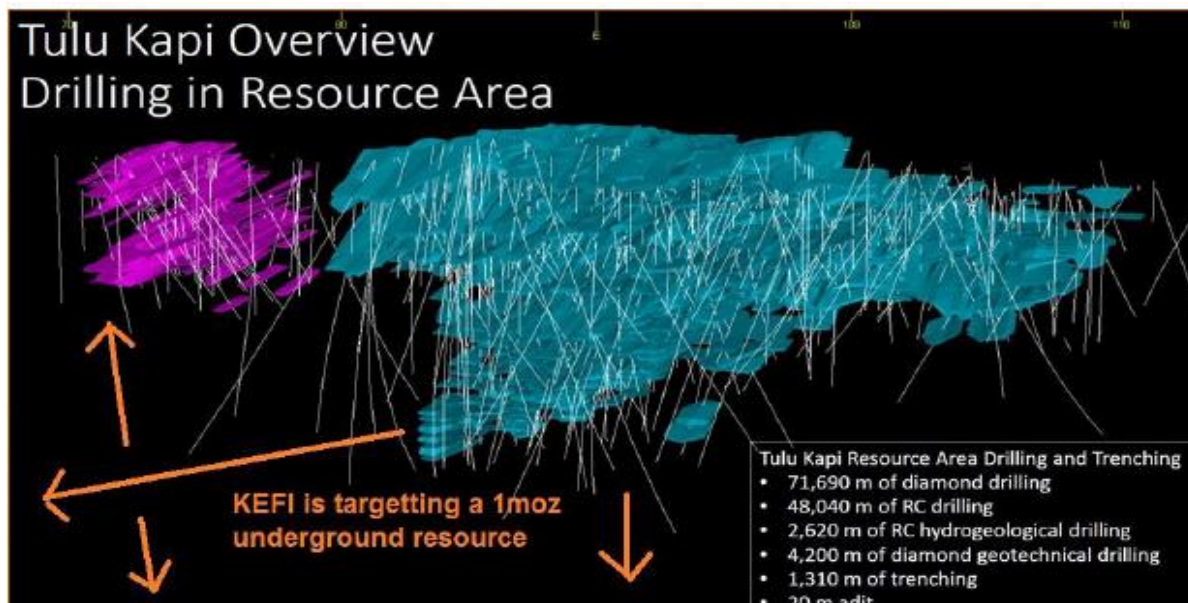 Tulu Kapi Overview
Drilling in Resource Area
E
100
110
KEFI is targetting a 1moz
underground resource
Tulu Kapi Resource Area Drilling and Trenching
• 71,690 m of diamond drilling
• 48,040 m of RC drilling
• 2,620 m of RC hydrogeological drilling
• 4,200 m of diamond geotechnical drilling
• 1,310 m of trenching